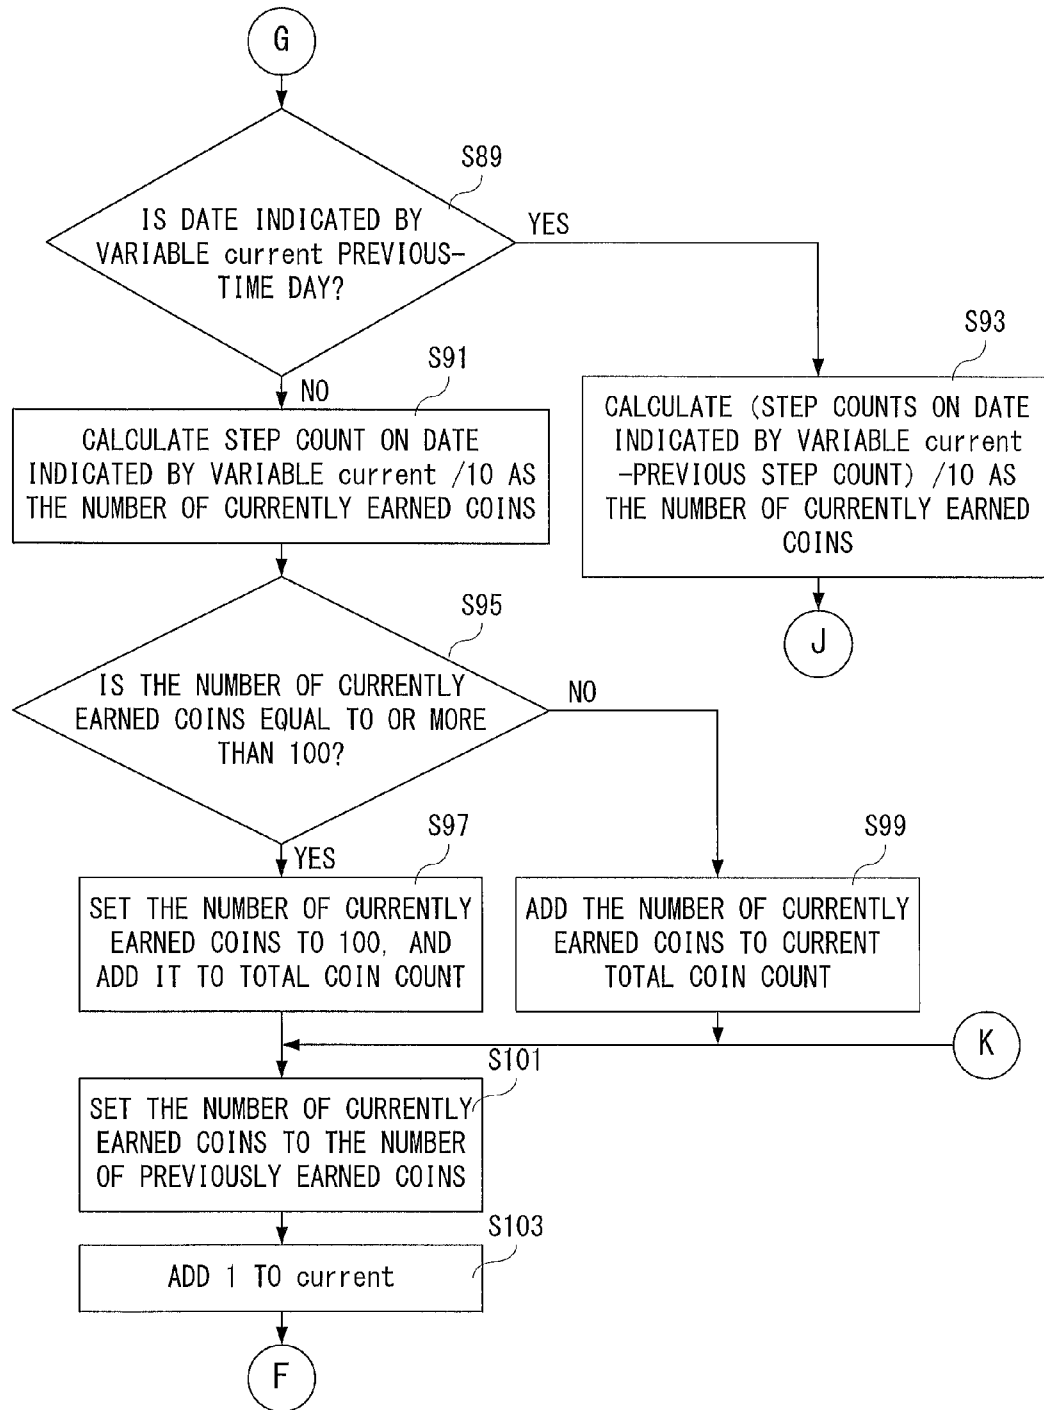 G
S89
IS DATE INDICATED BY
VARIABLE current PREVIOUS-
TIME DAY?
YES
NO
S91
CALCULATE STEP COUNT ON DATE
INDICATED BY VARIABLE current /10 AS
THE NUMBER OF CURRENTLY EARNED COINS
S93
CALCULATE (STEP COUNTS ON DATE
INDICATED BY VARIABLE current
-PREVIOUS STEP COUNT) /10 AS
THE NUMBER OF CURRENTLY EARNED
COINS
J
S95
IS THE NUMBER OF CURRENTLY
EARNED COINS EQUAL TO OR MORE
THAN 100?
NO
YES
S97
SET THE NUMBER OF CURRENTLY
EARNED COINS TO 100, AND
ADD IT TO TOTAL COIN COUNT
S99
ADD THE NUMBER OF CURRENTLY
EARNED COINS TO CURRENT
TOTAL COIN COUNT
K
S101
SET THE NUMBER OF CURRENTLY
EARNED COINS TO THE NUMBER
OF PREVIOUSLY EARNED COINS
S103
ADD 1 TO current
F